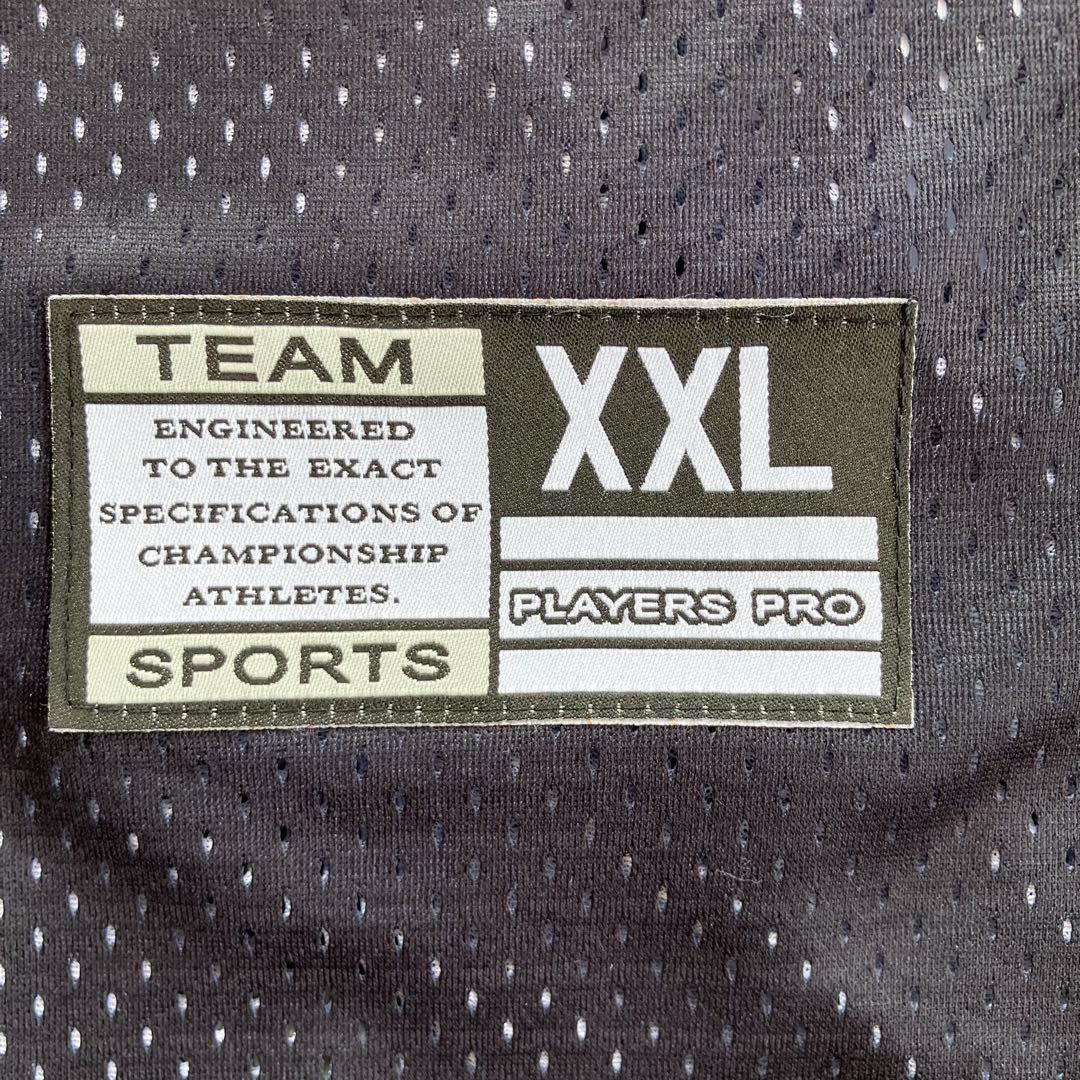 TEAM
ENGINEERED
TO THE EXACT
SPECIFICATIONS OF
CHAMPIONSHIP
ATHLETES.
SPORTS
XXL
PLAYERS PRO